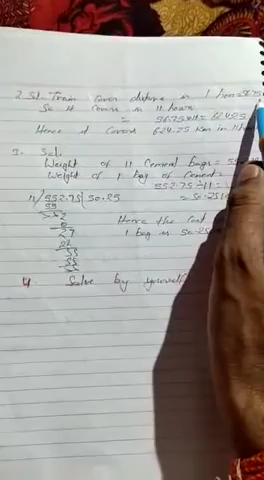 2 Sol. Train Cover distance in 1 hour = 56.75
So it covers in 11 hours
= 56.75 × 11 = 624.25
Hence it covers 624.25 Km in 11 hours
3. Sol.
Weight of 11 Cement bags = 55
Weight of 1 bag of cement =
552.75 ÷ 11 =
11/552.75(50.25 = 50.25
55
Hence the Cost
27
1 bag is 50.25
22
55
55
4 Solve by yourself